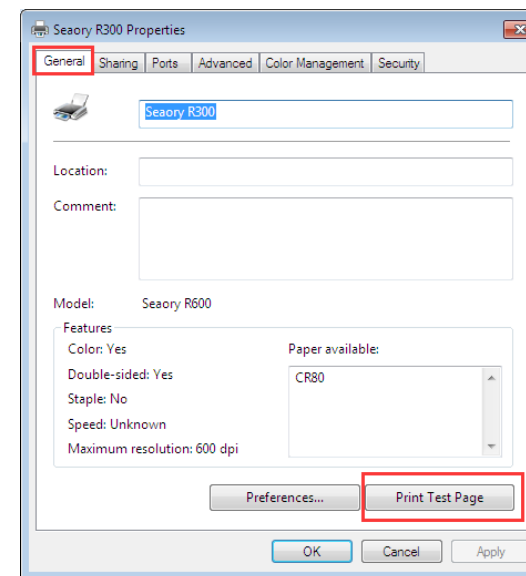 Seaory R300 Properties
General Sharing Ports Advanced Color Management Security
Seaory R300
Location:
Comment:
Model: Seaory R600
Features
Color: Yes Paper available:
Double-sided: Yes CR80
Staple: No
Speed: Unknown
Maximum resolution: 600 dpi
Preferences... Print Test Page
OK Cancel Apply